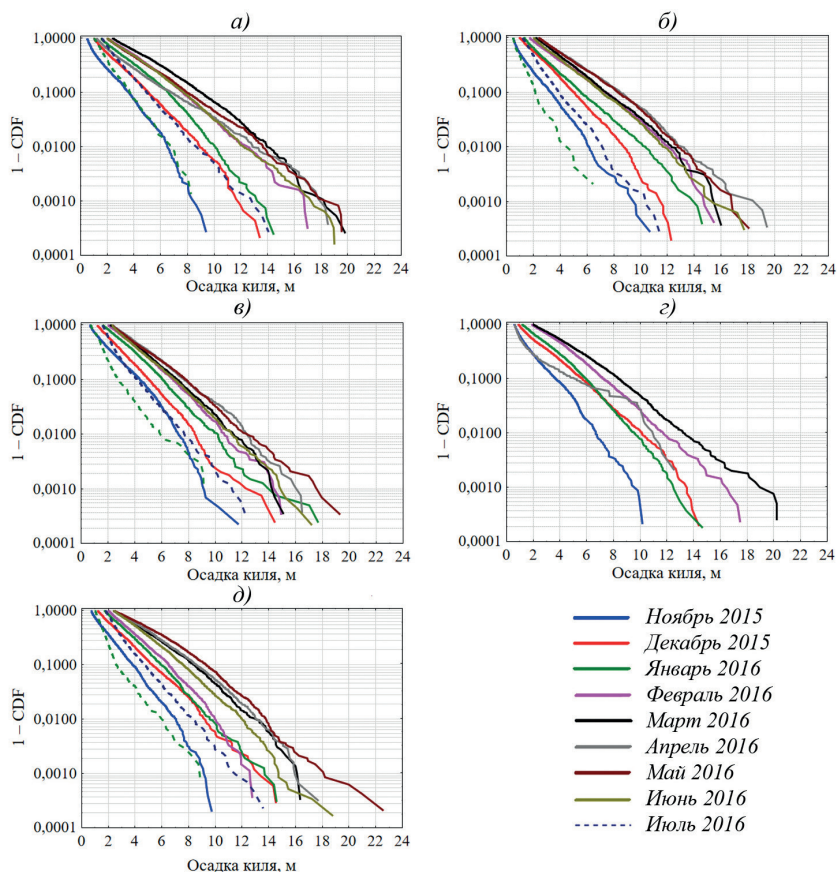 а)
б)
1,0000
0,1000
0,0100
0,0010
0,0001
1 – CDF
0 2 4 6 8 10 12 14 16 18 20 22 24
Осадка киля, м
1,0000
0,1000
0,0100
0,0010
0,0001
1 – CDF
0 2 4 6 8 10 12 14 16 18 20 22 24
Осадка киля, м
в)
г)
1,0000
0,1000
0,0100
0,0010
0,0001
1 – CDF
0 2 4 6 8 10 12 14 16 18 20 22 24
Осадка киля, м
1,0000
0,1000
0,0100
0,0010
0,0001
1 – CDF
0 2 4 6 8 10 12 14 16 18 20 22 24
Осадка киля, м
д)
1,0000
0,1000
0,0100
0,0010
0,0001
1 – CDF
0 2 4 6 8 10 12 14 16 18 20 22 24
Осадка киля, м
Ноябрь 2015
Декабрь 2015
Январь 2016
Февраль 2016
Март 2016
Апрель 2016
Май 2016
Июнь 2016
Июль 2016